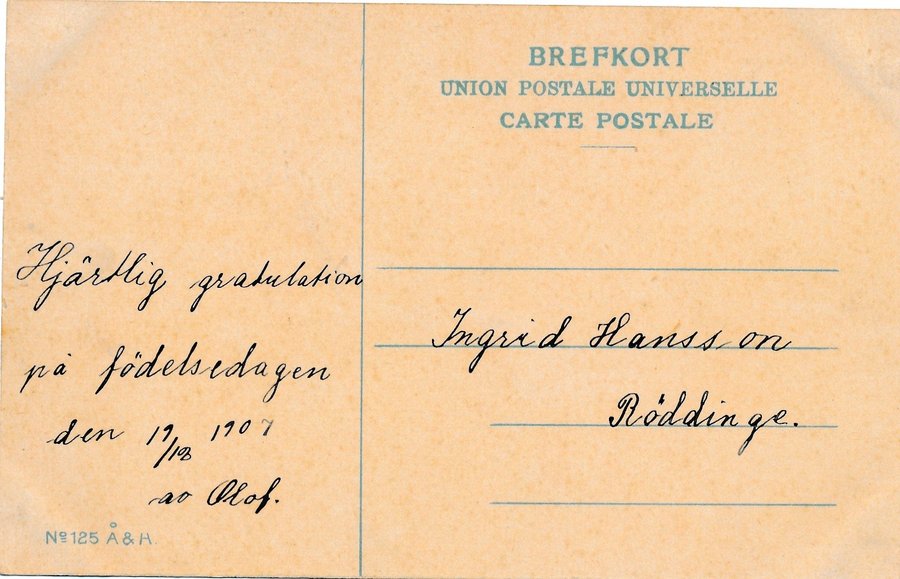 BREFKORT
UNION POSTALE UNIVERSELLE
CARTE POSTALE
Hjärtlig gratulation
på födelsedagen
den 19/ 1907
av Olof.
Ingrid Hansson
Röddinge.
No 125 Å & H.